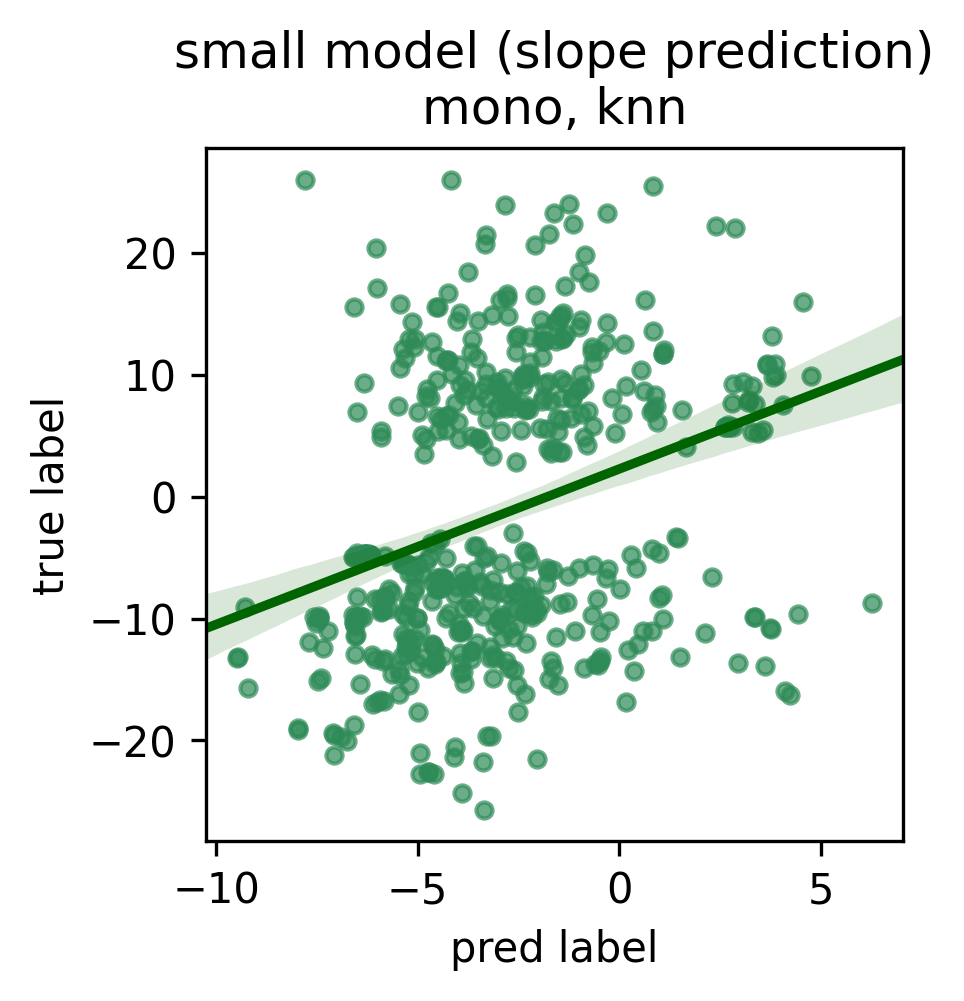 small model (slope prediction)
mono, knn
20
10
0
−10
−20
true label
−10
−5
0
5
pred label